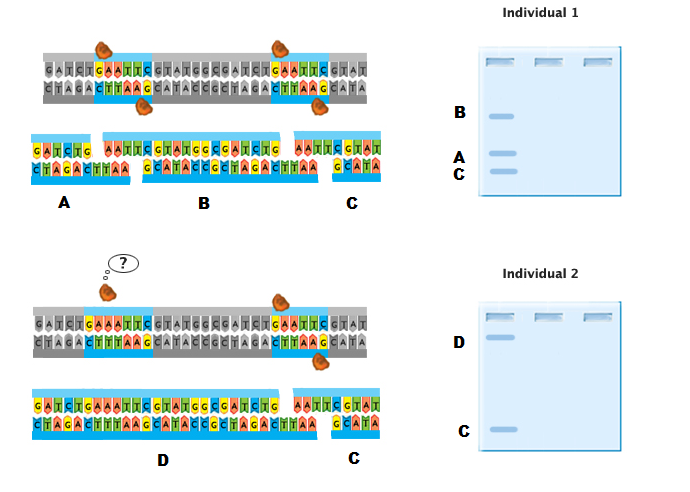 Individual 1
GATCTGAATTCGTATGGCGATCTGAATTCGTAT
CTAGACTTAAGCATACCGCTAGACTTAAGCATA
GATCTG AATTCGTATGGCGATCTG AATTCGTAT
CTAGACTTAA GCATACCGCTAGACTTAA GCATA
A B C
B
A
C
Individual 2
?
GATCTGAAATTCGTATGGCGATCTGAATTCGTAT
CTAGACTTTAAGCATACCGCTAGACTTAAGCATA
GATCTGAAATTCGTATGGCGATCTG AATTCGTAT
CTAGACTTTAAGCATACCGCTAGACTTAA GCATA
D C
D
C